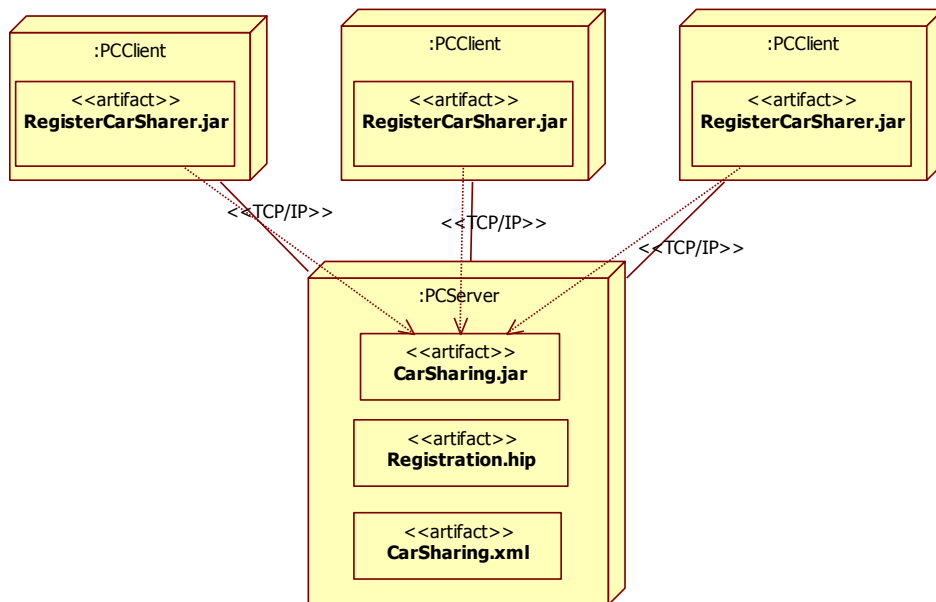 :PCClient
<<artifact>>
RegisterCarSharer.jar
:PCClient
<<artifact>>
RegisterCarSharer.jar
:PCClient
<<artifact>>
RegisterCarSharer.jar
<<TCP/IP>>
<<TCP/IP>>
<<TCP/IP>>
:PCServer
<<artifact>>
CarSharing.jar
<<artifact>>
Registration.hip
<<artifact>>
CarSharing.xml